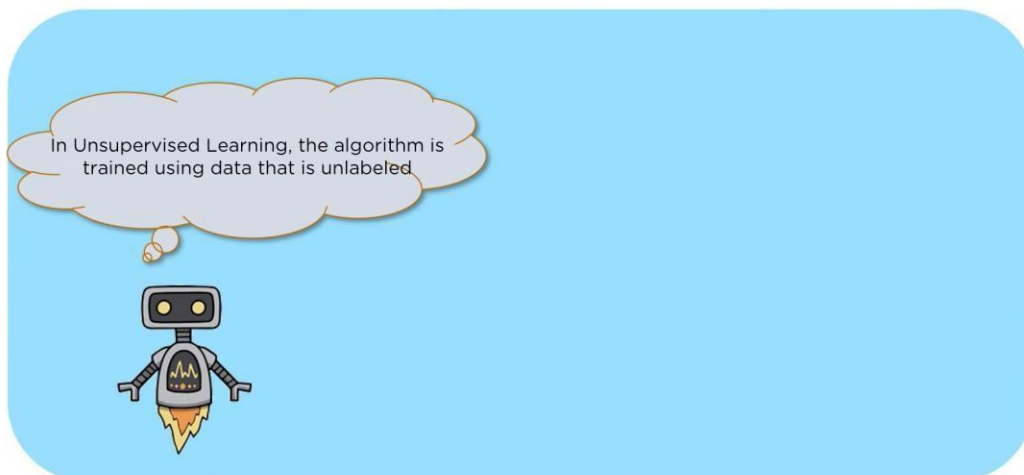 In Unsupervised Learning, the algorithm is
trained using data that is unlabeled